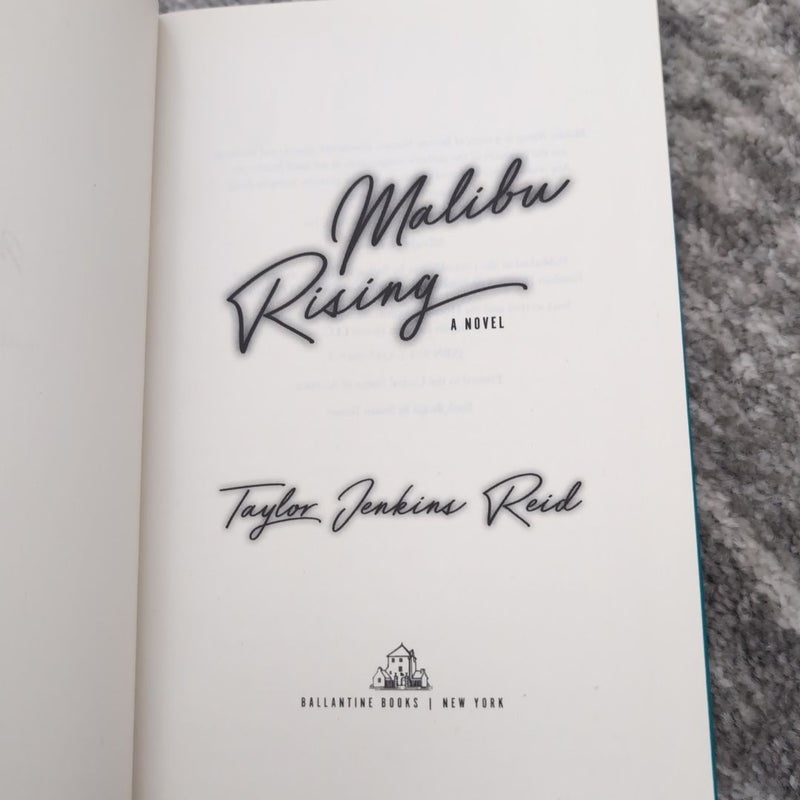 Malibu
Rising
A NOVEL
Taylor Jenkins Reid
BALLANTINE BOOKS | NEW YORK